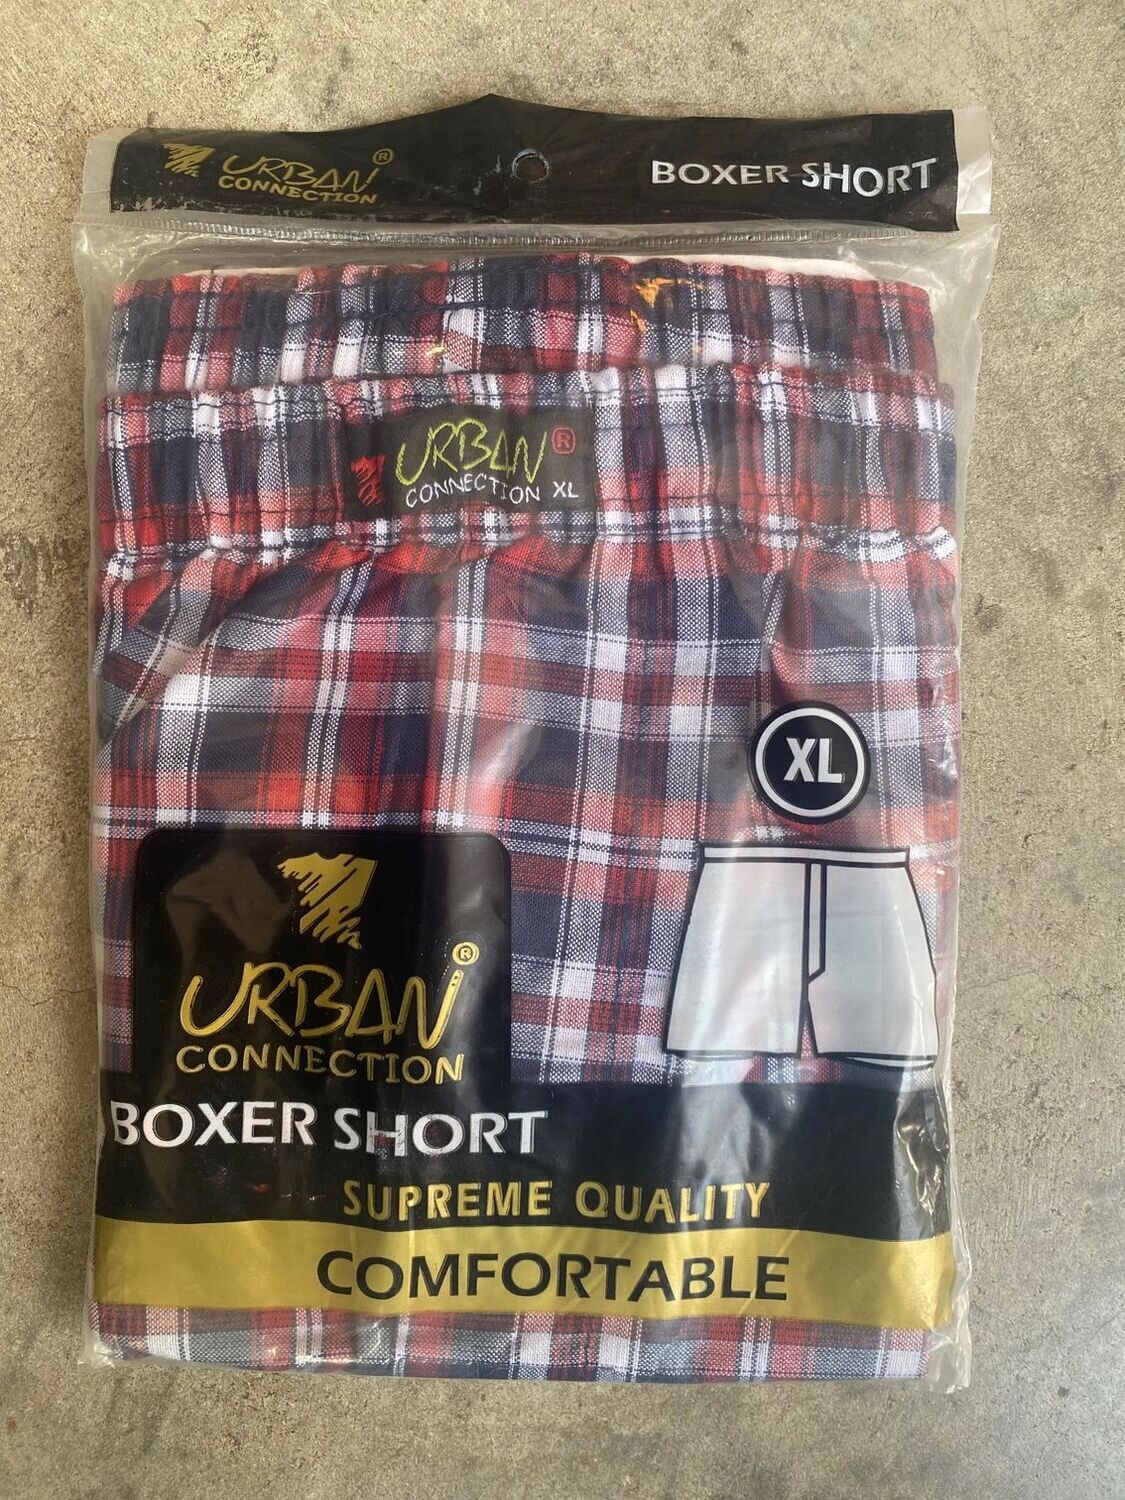 URBAN®
CONNECTION
BOXER SHORT
URBAN®
CONNECTION XL
XL
URBAN®
CONNECTION
BOXER SHORT
SUPREME QUALITY
COMFORTABLE